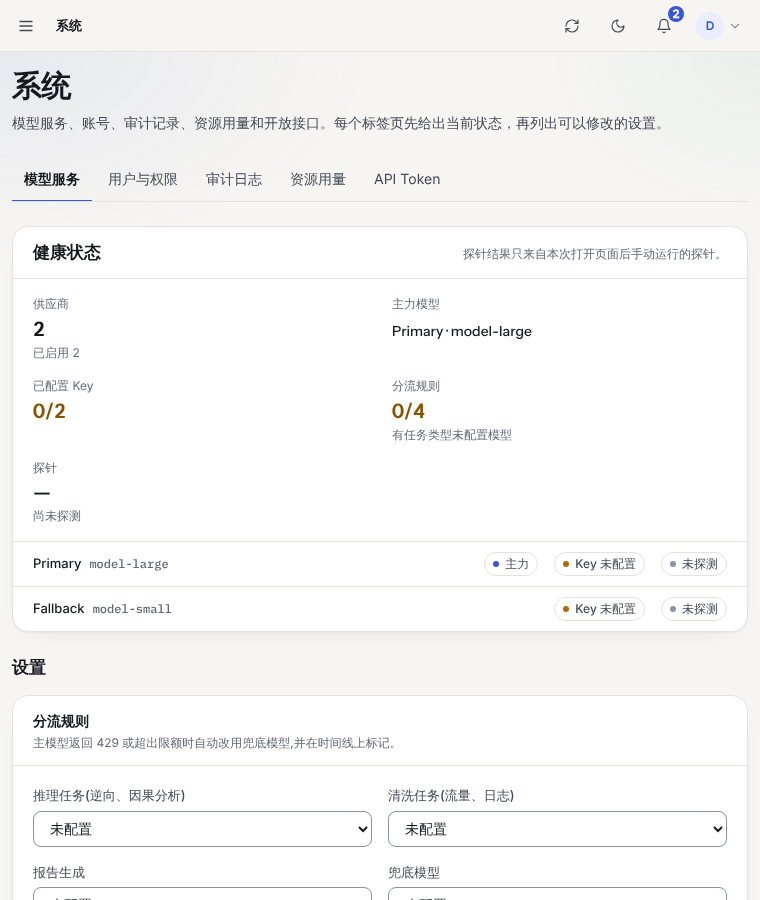 系统
2
D
系统
模型服务、账号、审计记录、资源用量和开放接口。每个标签页先给出当前状态，再列出可以修改的设置。
模型服务 用户与权限 审计日志 资源用量 API Token
健康状态
探针结果只来自本次打开页面后手动运行的探针。
供应商
2
已启用 2
主力模型
Primary · model-large
已配置 Key
0/2
分流规则
0/4
有任务类型未配置模型
探针
—
尚未探测
Primary model-large 主力 Key 未配置 未探测
Fallback model-small Key 未配置 未探测
设置
分流规则
主模型返回 429 或超出限额时自动改用兜底模型,并在时间线上标记。
推理任务(逆向、因果分析)
未配置
清洗任务(流量、日志)
未配置
报告生成
兜底模型